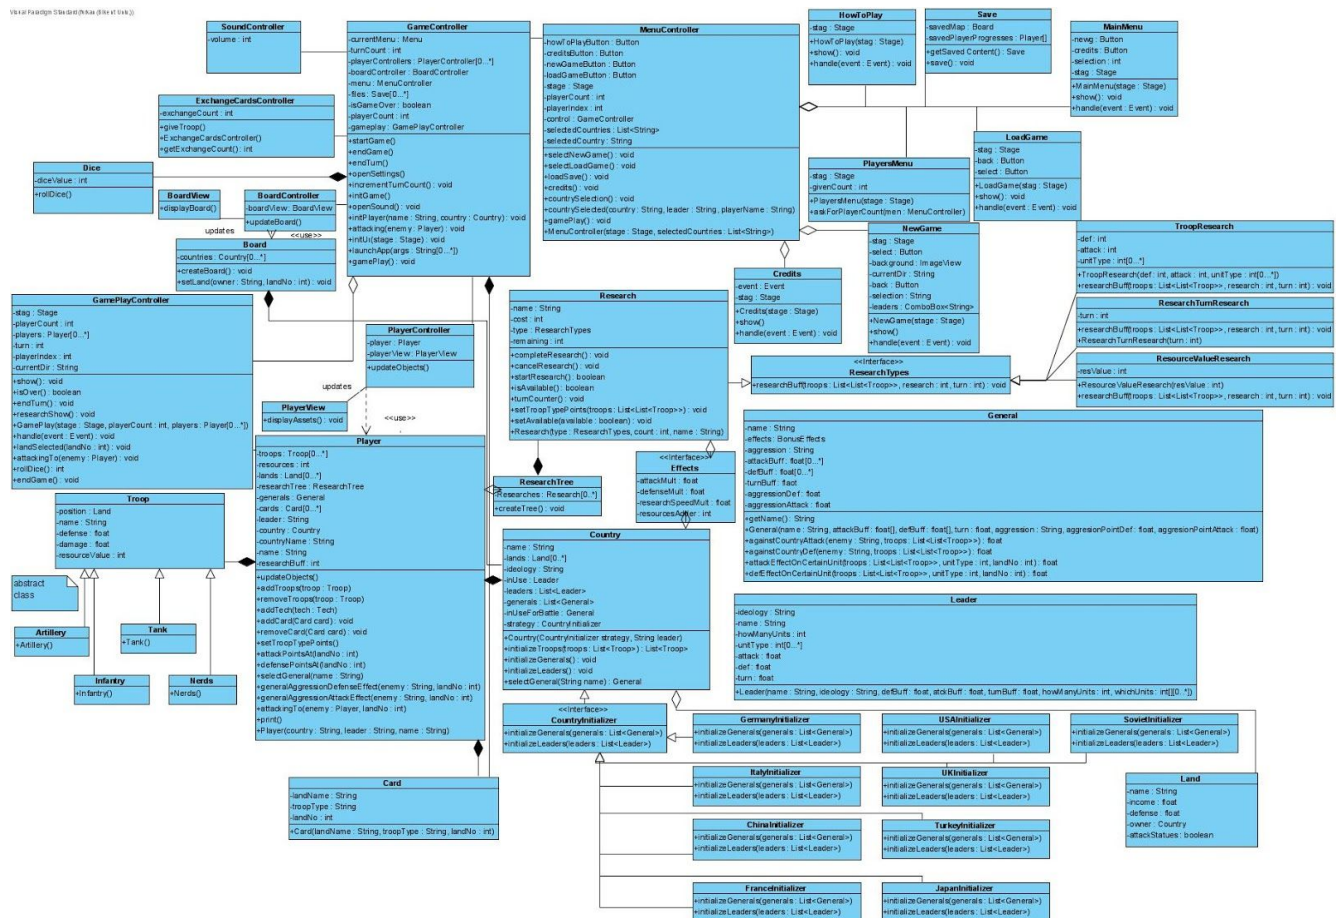 SoundController
-volume : int
GameController
-currentMenu : Menu
-turnCount : int
-playerControllers : PlayerController[0...*]
-boardController : BoardController
-menu : MenuController
-files : Save[0...*]
-isGameOver : boolean
-playerCount : int
-gameplay : GamePlayController
+startGame()
+endGame()
+endTurn()
+openSettings()
+incrementTurnCount() : void
+initGame()
+openSound() : void
+initPlayer(name : String, country : Country) : void
+attacking(enemy : Player) : void
+initUi(stage : Stage) : void
+launchApp(args : String[0...*])
+gamePlay() : void
MenuController
-howToPlayButton : Button
-creditsButton : Button
-newGameButton : Button
-loadGameButton : Button
-stage : Stage
-playerCount : int
-playerIndex : int
-control : GameController
-selectedCountries : List<String>
-selectedCountry : String
+selectNewGame() : void
+selectLoadGame() : void
+loadSave() : void
+credits() : void
+countrySelection() : void
+countrySelected(country : String, leader : String, playerName : String)
+gamePlay() : void
+MenuController(stage : Stage, selectedCountries : List<String>)
HowToPlay
-stag : Stage
+HowToPlay(stag : Stage)
+show() : void
+handle(event : Event) : void
Save
-savedMap : Board
-savedPlayerProgresses : Player[]
+getSaved Content() : Save
+save() : void
MainMenu
-newg : Button
-credits : Button
-selection : int
-stag : Stage
+MainMenu(stage : Stage)
+show() : void
+handle(event : Event) : void
ExchangeCardsController
-exchangeCount : int
+giveTroop()
+ExchangeCardsController()
+getExchangeCount() : int
Dice
-diceValue : int
+rollDice()
BoardView
+displayBoard()
BoardController
-boardView : BoardView
+updateBoard()
updates
<<use>>
Board
-countries : Country[0...*]
+createBoard() : void
+setLand(owner : String, landNo : int) : void
PlayersMenu
-stag : Stage
-givenCount : int
+PlayersMenu(stag : Stage)
+askForPlayerCount(men : MenuController)
LoadGame
-stag : Stage
-back : Button
-select : Button
+LoadGame(stag : Stage)
+show() : void
+handle(event : Event) : void
NewGame
-stag : Stage
-select : Button
-background : ImageView
-currentDir : String
-back : Button
-selection : String
-leaders : ComboBox<String>
+NewGame(stage : Stage)
+show()
+handle(event : Event) : void
Credits
-event : Event
-stag : Stage
+Credits(stage : Stage)
+show()
+handle(event : Event) : void
TroopResearch
-def : int
-attack : int
-unitType : int[0...*]
+TroopResearch(def : int, attack : int, unitType : int[0...*])
+researchBuff(troops : List<List<Troop>>, research : int, turn : int) : void
ResearchTurnResearch
-turn : int
+researchBuff(troops : List<List<Troop>>, research : int, turn : int) : void
+ResearchTurnResearch(turn : int)
ResourceValueResearch
-resValue : int
+ResourceValueResearch(resValue : int)
+researchBuff(troops : List<List<Troop>>, research : int, turn : int) : void
<<Interface>>
ResearchTypes
+researchBuff(troops : List<List<Troop>>, research : int, turn : int) : void
GamePlayController
-stag : Stage
-playerCount : int
-players : Player[0...*]
-turn : int
-playerIndex : int
-currentDir : String
+show() : void
+isOver() : boolean
+endTurn() : void
+researchShow() : void
+GamePlay(stage : Stage, playerCount : int, players : Player[0...*])
+handle(event : Event) : void
+landSelected(landNo : int) : void
+attackingTo(enemy : Player) : void
+rollDice() : void
+endGame() : void
PlayerController
-player : Player
-playerView : PlayerView
+updateObjects()
updates
PlayerView
+displayAssets() : void
<<use>>
Research
-name : String
-cost : int
-type : ResearchTypes
-remaining : int
+completeResearch() : void
+cancelResearch() : void
+startResearch() : boolean
+isAvailable() : boolean
+turnCounter() : void
+setTroopTypePoints(troops : List<List<Troop>>) : void
+setAvailable(available : boolean) : void
+Research(type : ResearchTypes, count : int, name : String)
General
-name : String
-effects : BonusEffects
-aggression : String
-attackBuff : float[0...*]
-defBuff : float[0...*]
-turnBuff : flaot
-aggressionDef : float
-aggressionAttack : float
+getName() : String
+General(name : String, attackBuff : float[], defBuff : float[], turn : float, aggression : String, aggresionPointDef : float, aggresionPointAttack : float)
+againstCountryAttack(enemy : String, troops : List<List<Troop>>) : float
+againstCountryDef(enemy : String, troops : List<List<Troop>>) : float
+attackEffectOnCertainUnit(troops : List<List<Troop>>, unitType : int, landNo : int) : float
+defEffectOnCertainUnit(troops : List<List<Troop>>, unitType : int, landNo : int) : float
Player
-troops : Troop[0...*]
-resources : int
-lands : Land[0...*]
-researchTree : ResearchTree
-generals : General
-cards : Card[0...*]
-leader : String
-country : Country
-countryName : String
-name : String
-researchBuff : int
+updateObjects()
+addTroops(troop : Troop)
+removeTroops(troop : Troop)
+addTech(tech : Tech)
+addCard(Card card) : void
+removeCard(Card card) : void
+setTroopTypePoints()
+attackPointsAt(landNo : int)
+defensePointsAt(landNo : int)
+selectGeneral(name : String)
+generalAggressionDefenseEffect(enemy : String, landNo : int)
+generalAggressionAttackEffect(enemy : String, landNo : int)
+attackingTo(enemy : Player, landNo : int)
+print()
+Player(country : String, leader : String, name : String)
<<Interface>>
Effects
-attackMult : float
-defenseMult : float
-researchSpeedMult : float
-resourcesAdder : int
ResearchTree
-Researches : Research[0...*]
+createTree() : void
Troop
-position : Land
-name : String
-defense : float
-damage : float
-resourceValue : int
abstract
class
Artillery
+Artillery()
Tank
+Tank()
Infantry
+Infantry()
Nerds
+Nerds()
Country
-name : String
-lands : Land[0...*]
-ideology : String
-inUse : Leader
-leaders : List<Leader>
-generals : List<General>
-inUseForBattle : General
-strategy : CountryInitializer
+Country(CountryInitializer strategy, String leader)
+initializeTroops(troops : List<Troop>) : List<Troop>
+initializeGenerals() : void
+initializeLeaders() : void
+selectGeneral(String name) : General
Leader
-ideology : String
-name : String
-howManyUnits : int
-unitType : int[0...*]
-attack : float
-def : float
-turn : float
+Leader(name : String, ideology : String, defBuff : float, atckBuff : float, turnBuff : float, howManyUnits : int, whichUnits : int[][0...*])
<<Interface>>
CountryInitializer
+initializeGenerals(generals : List<General>)
+initializeLeaders(leaders : List<Leader>)
GermanyInitializer
+initializeGenerals(generals : List<General>)
+initializeLeaders(leaders : List<Leader>)
USAInitializer
+initializeGenerals(generals : List<General>)
+initializeLeaders(leaders : List<Leader>)
SovietInitializer
+initializeGenerals(generals : List<General>)
+initializeLeaders(leaders : List<Leader>)
ItalyInitializer
+initializeGenerals(generals : List<General>)
+initializeLeaders(leaders : List<Leader>)
UKInitializer
+initializeGenerals(generals : List<General>)
+initializeLeaders(leaders : List<Leader>)
Land
-name : String
-income : float
-defense : float
-owner : Country
-attackStatues : boolean
Card
-landName : String
-troopType : String
-landNo : int
+Card(landName : String, troopType : String, landNo : int)
ChinaInitializer
+initializeGenerals(generals : List<General>)
+initializeLeaders(leaders : List<Leader>)
TurkeyInitializer
+initializeGenerals(generals : List<General>)
+initializeLeaders(leaders : List<Leader>)
FranceInitializer
+initializeGenerals(generals : List<General>)
+initializeLeaders(leaders : List<Leader>)
JapanInitializer
+initializeGenerals(generals : List<General>)
+initializeLeaders(leaders : List<Leader>)